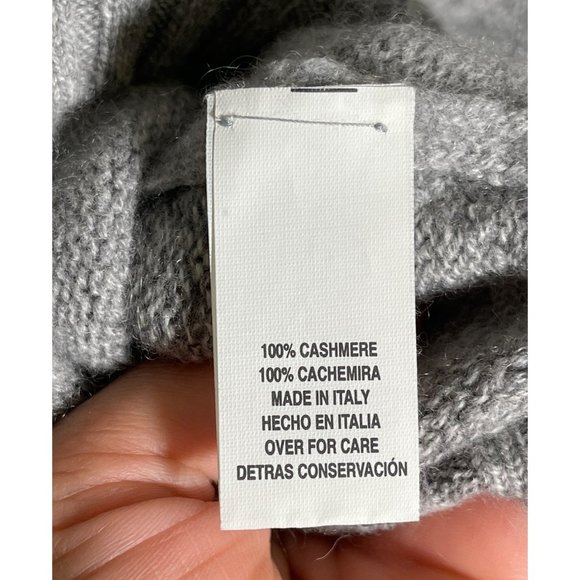 100% CASHMERE
100% CACHEMIRA
MADE IN ITALY
HECHO EN ITALIA
OVER FOR CARE
DETRAS CONSERVACIÓN